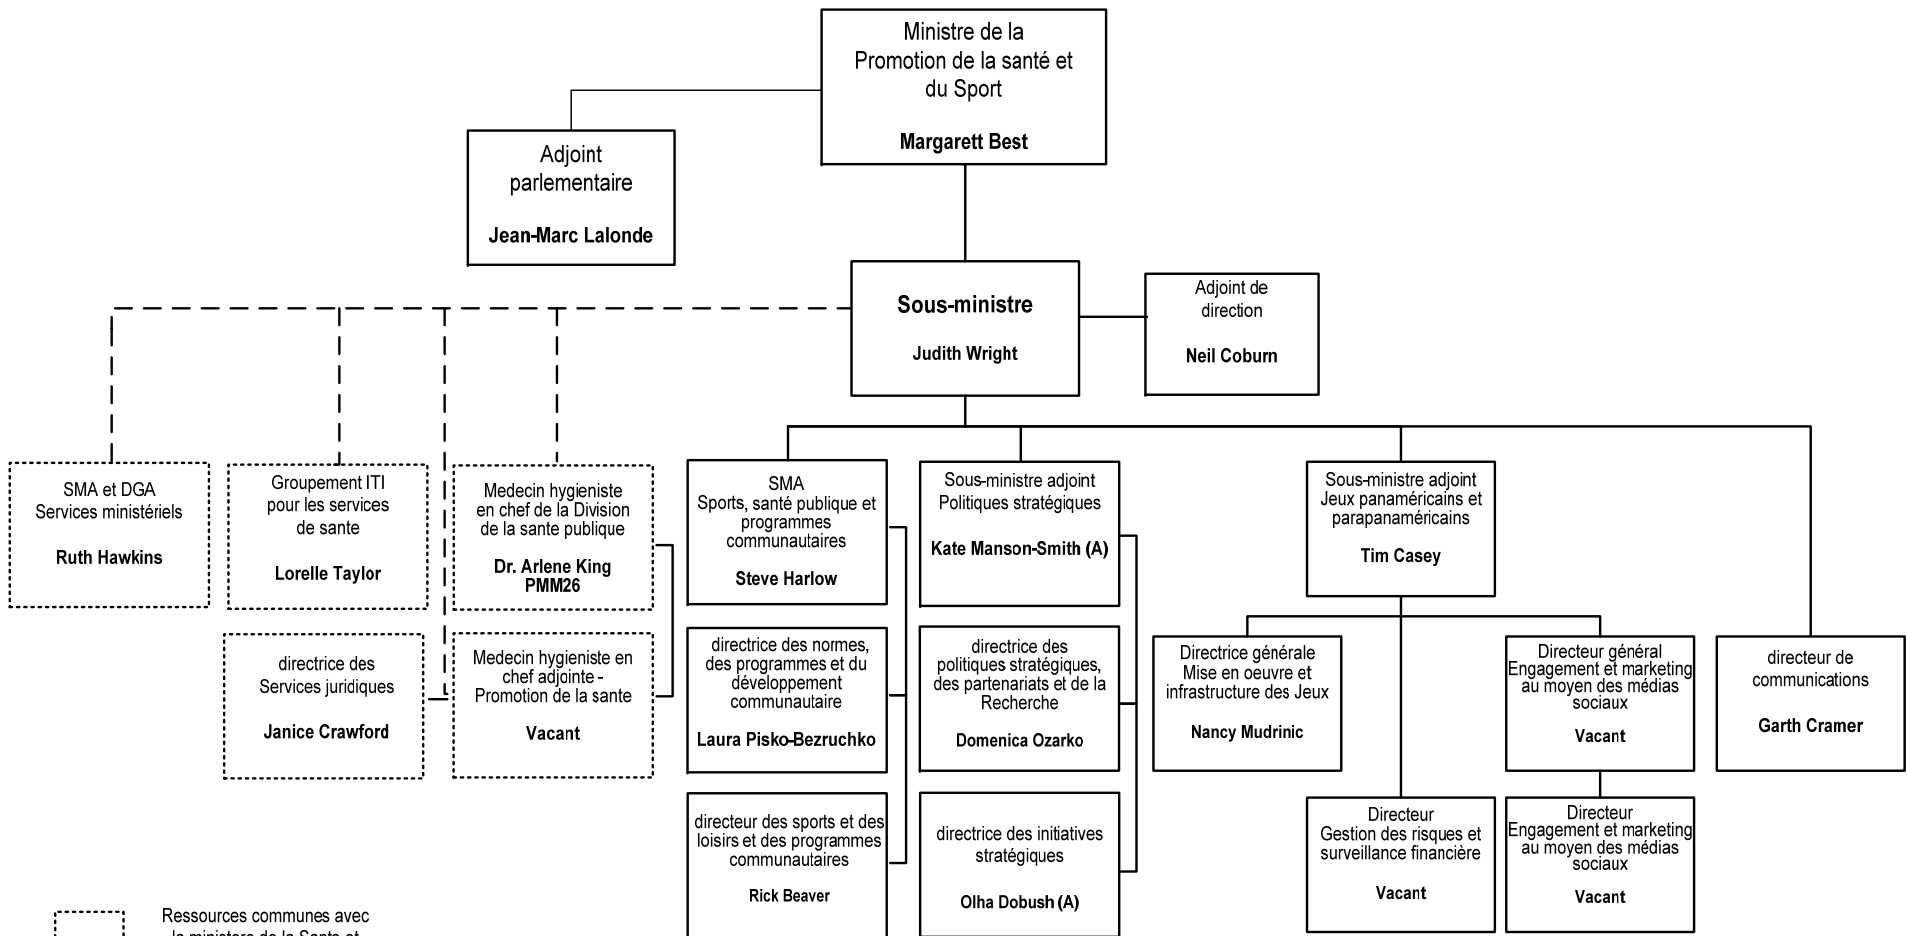 Ministre de la
Promotion de la santé et
du Sport
Margarett Best
Adjoint
parlementaire
Jean-Marc Lalonde
Sous-ministre
Judith Wright
Adjoint de
direction
Neil Coburn
SMA et DGA
Services ministériels
Ruth Hawkins
Groupement ITI
pour les services
de sante
Lorelle Taylor
Medecin hygieniste
en chef de la Division
de la sante publique
Dr. Arlene King
PMM26
SMA
Sports, santé publique et
programmes
communautaires
Steve Harlow
Sous-ministre adjoint
Politiques stratégiques
Kate Manson-Smith (A)
Sous-ministre adjoint
Jeux panaméricains et
parapanaméricains
Tim Casey
directrice des
Services juridiques
Janice Crawford
Medecin hygieniste en
chef adjointe -
Promotion de la sante
Vacant
directrice des normes,
des programmes et du
développement
communautaire
Laura Pisko-Bezruchko
directrice des
politiques stratégiques,
des partenariats et de la
Recherche
Domenica Ozarko
Directrice générale
Mise en oeuvre et
infrastructure des Jeux
Nancy Mudrinic
Directeur général
Engagement et marketing
au moyen des médias
sociaux
Vacant
directeur de
communications
Garth Cramer
directeur des sports et des
loisirs et des programmes
communautaires
Rick Beaver
directrice des initiatives
stratégiques
Olha Dobush (A)
Directeur
Gestion des risques et
surveillance financière
Vacant
Directeur
Engagement et marketing
au moyen des médias
sociaux
Vacant
Ressources communes avec
la ministere de la Sante et